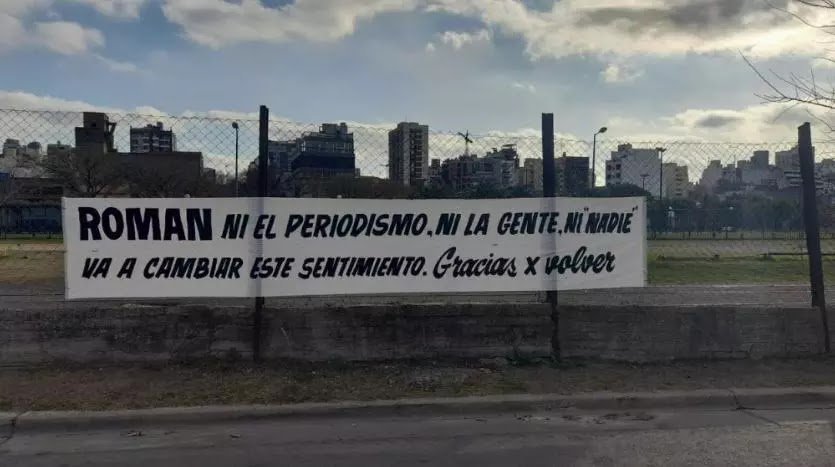 ROMAN NI EL PERIODISMO, NI LA GENTE, NI "NADIE"
VA A CAMBIAR ESTE SENTIMIENTO. Gracias x volver